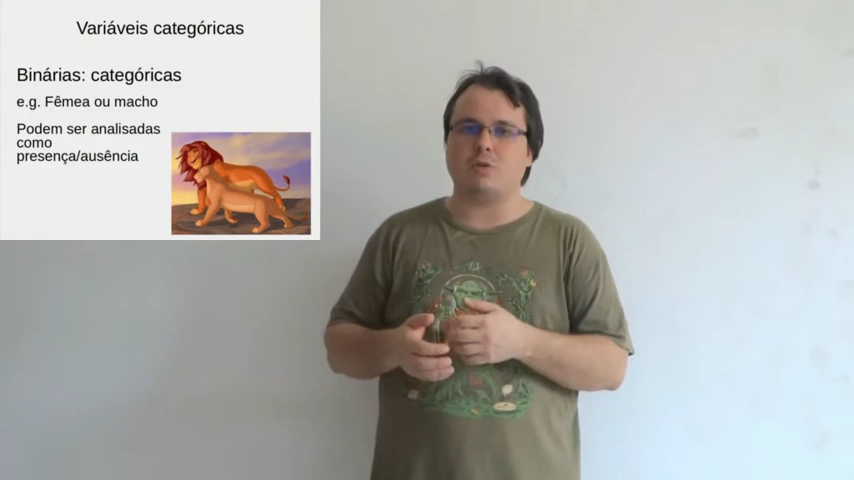 Variáveis categóricas
Binárias: categóricas
e.g. Fêmea ou macho
Podem ser analisadas
como
presença/ausência